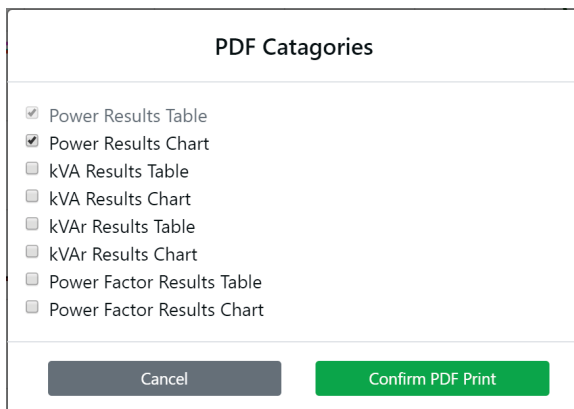 PDF Catagories
Power Results Table
Power Results Chart
kVA Results Table
kVA Results Chart
kVAr Results Table
kVAr Results Chart
Power Factor Results Table
Power Factor Results Chart
Cancel
Confirm PDF Print